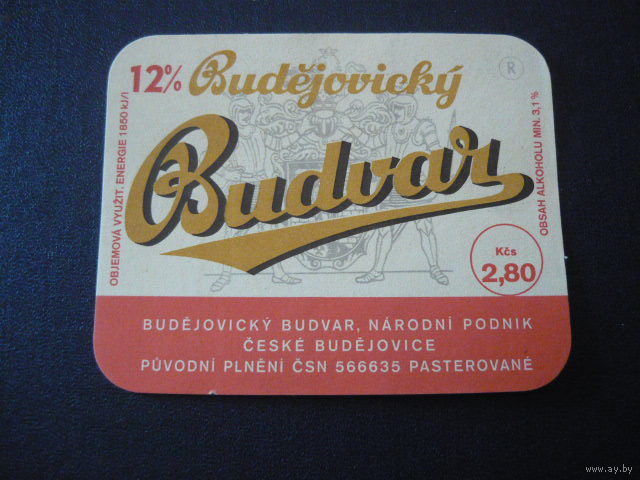 12% Budějovický
®
Budvar
OBJEMOVÁ VYUŽIT. ENERGIE 1850 kJ/l
OBSAH ALKOHOLU MIN. 3,1 %
Kčs
2,80
BUDĚJOVICKÝ BUDVAR, NÁRODNÍ PODNIK
ČESKÉ BUDĚJOVICE
PŮVODNÍ PLNĚNÍ ČSN 566635 PASTEROVANÉ
www.ay.by